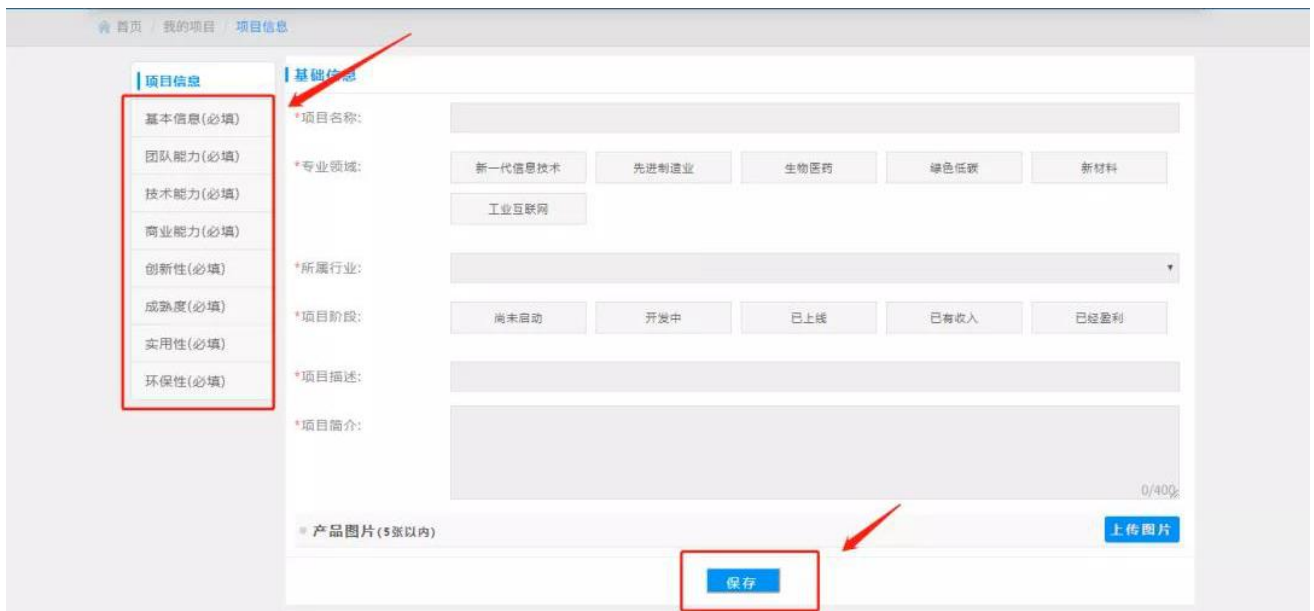 首页 / 我的项目 / 项目信息
项目信息
基本信息(必填)
团队能力(必填)
技术能力(必填)
商业能力(必填)
创新性(必填)
成熟度(必填)
实用性(必填)
环保性(必填)
基础信息
*项目名称:
*专业领域:
新一代信息技术 先进制造业 生物医药 绿色低碳 新材料
工业互联网
*所属行业:
*项目阶段:
尚未启动 开发中 已上线 已有收入 已经盈利
*项目描述:
*项目简介:
0/400
产品图片(5张以内)
上传图片
保存